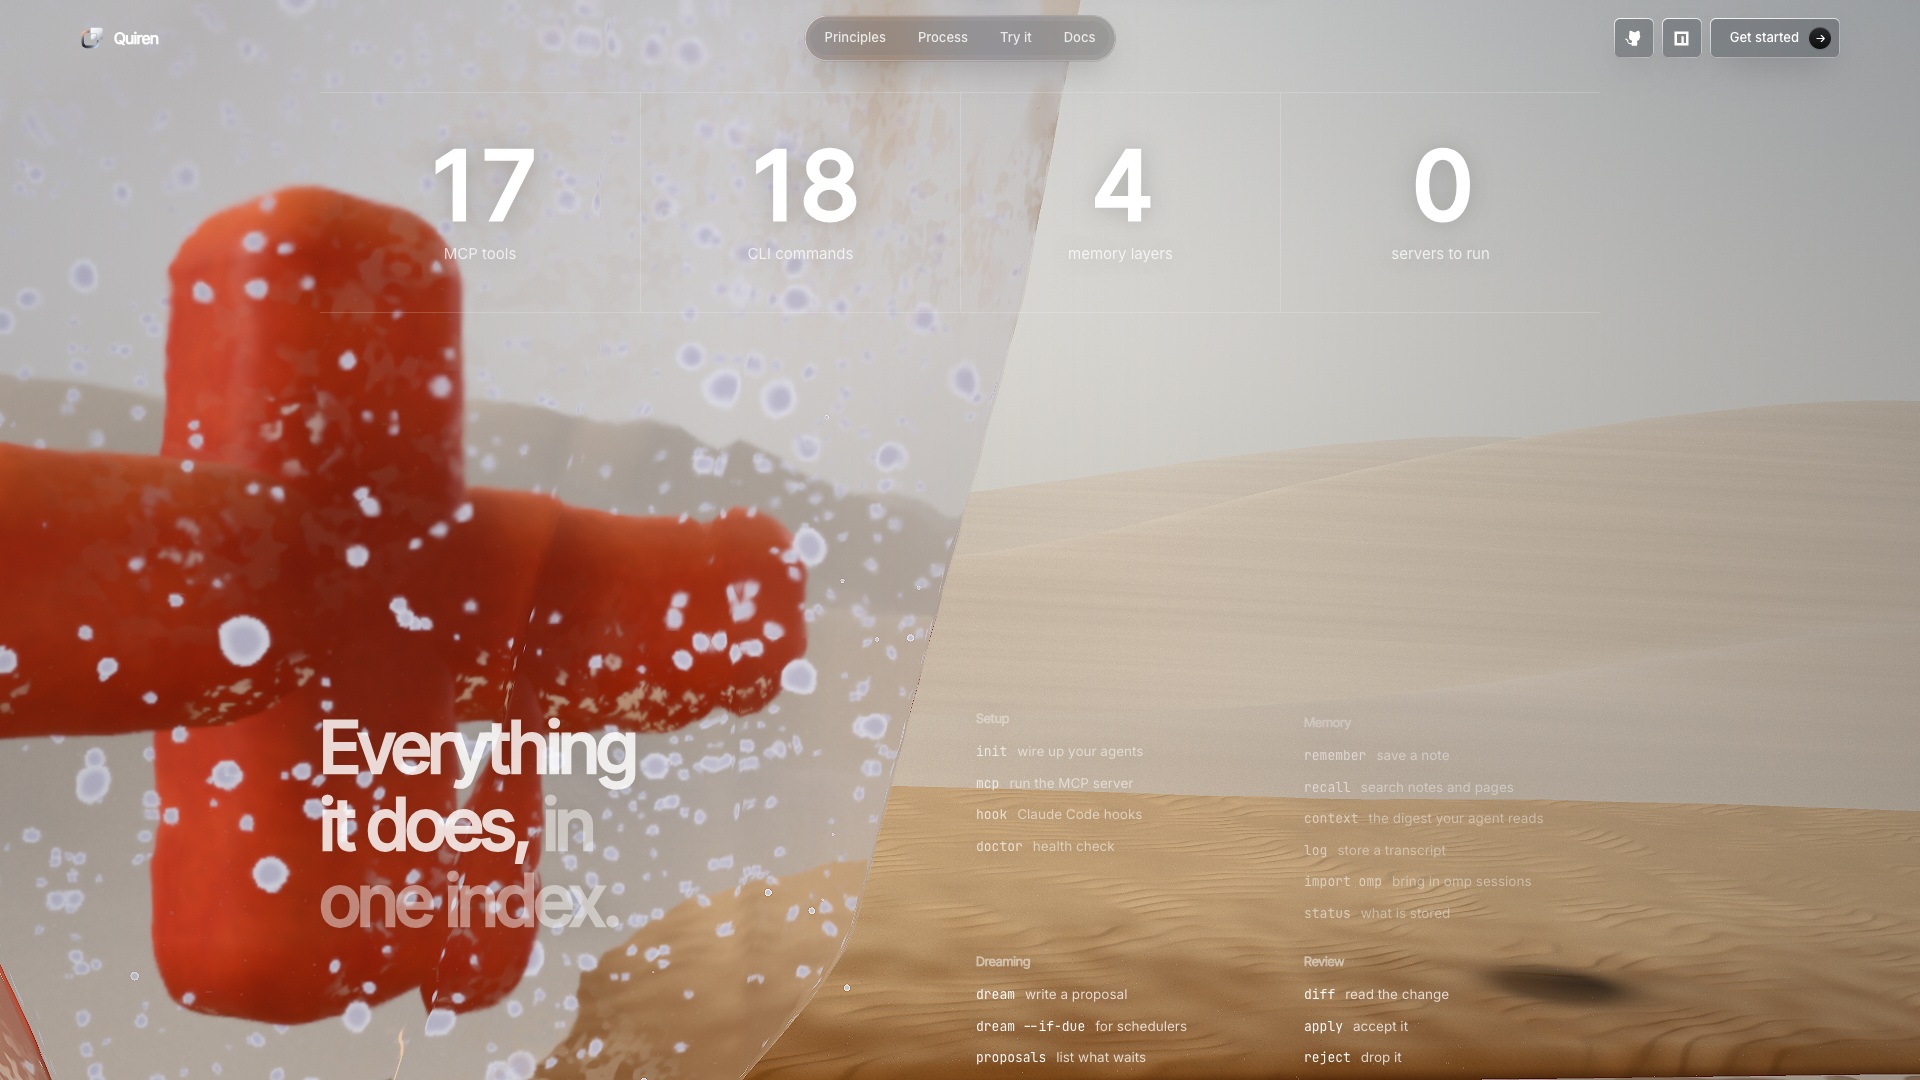 Quiren
Principles
Process
Try it
Docs
Get started
17
MCP tools
18
CLI commands
4
memory layers
0
servers to run
Everything
it does, in
one index.
Setup
init wire up your agents
mcp run the MCP server
hook Claude Code hooks
doctor health check
Memory
remember save a note
recall search notes and pages
context the digest your agent reads
log store a transcript
import omp bring in omp sessions
status what is stored
Dreaming
dream write a proposal
dream --if-due for schedulers
proposals list what waits
Review
diff read the change
apply accept it
reject drop it